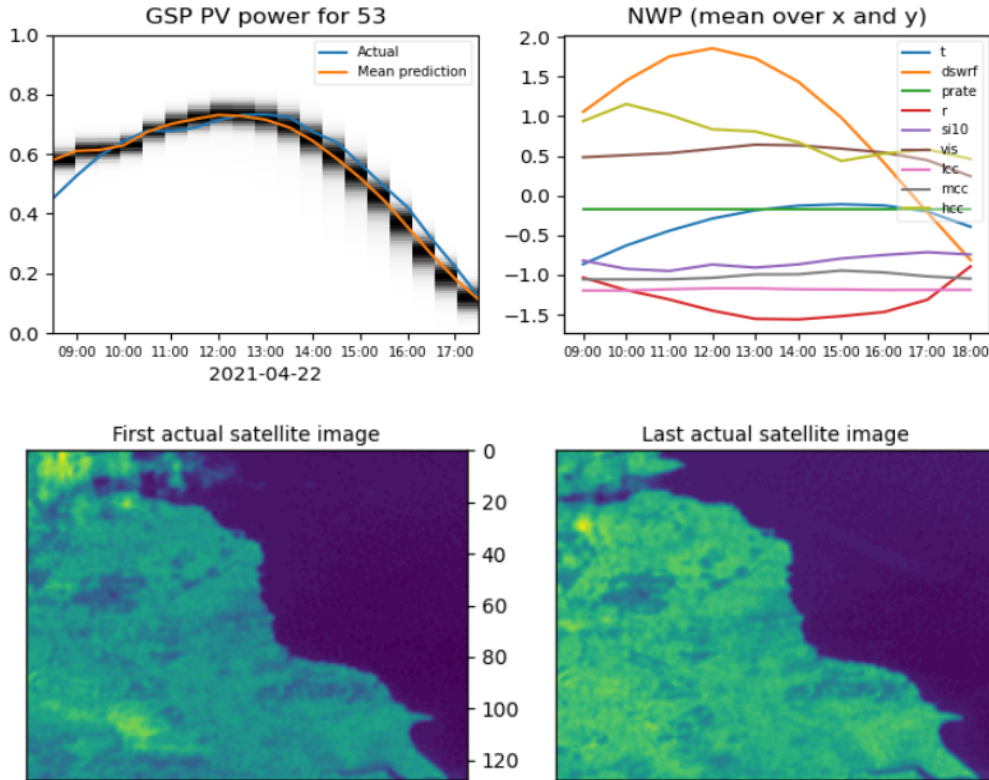 GSP PV power for 53
1.0
0.8
0.6
0.4
0.2
0.0
Actual
Mean prediction
09:00 10:00 11:00 12:00 13:00 14:00 15:00 16:00 17:00
2021-04-22
NWP (mean over x and y)
2.0
1.5
1.0
0.5
0.0
−0.5
−1.0
−1.5
t
dswrf
prate
r
si10
vis
lcc
mcc
hcc
09:00 10:00 11:00 12:00 13:00 14:00 15:00 16:00 17:00 18:00
First actual satellite image
0
20
40
60
80
100
120
Last actual satellite image